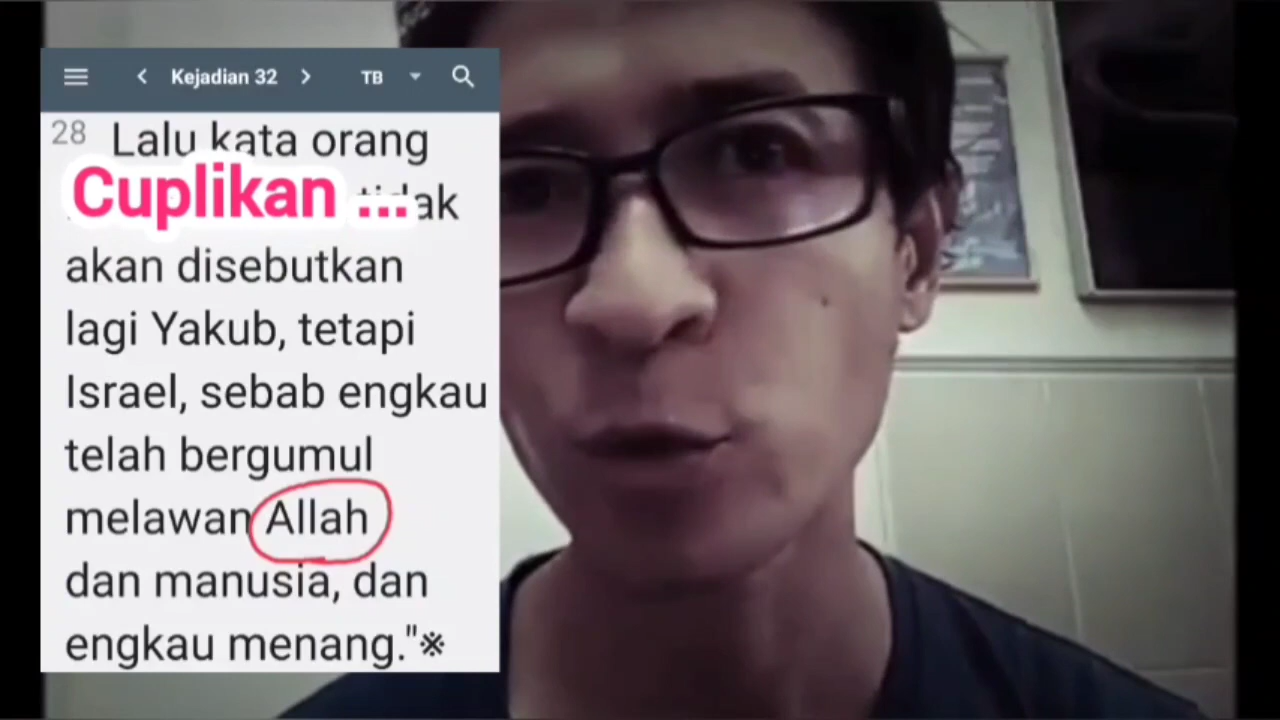 Kejadian 32 TB
28 Lalu kata orang
Cuplikan ...
akan disebutkan
lagi Yakub, tetapi
Israel, sebab engkau
telah bergumul
melawan Allah
dan manusia, dan
engkau menang."※